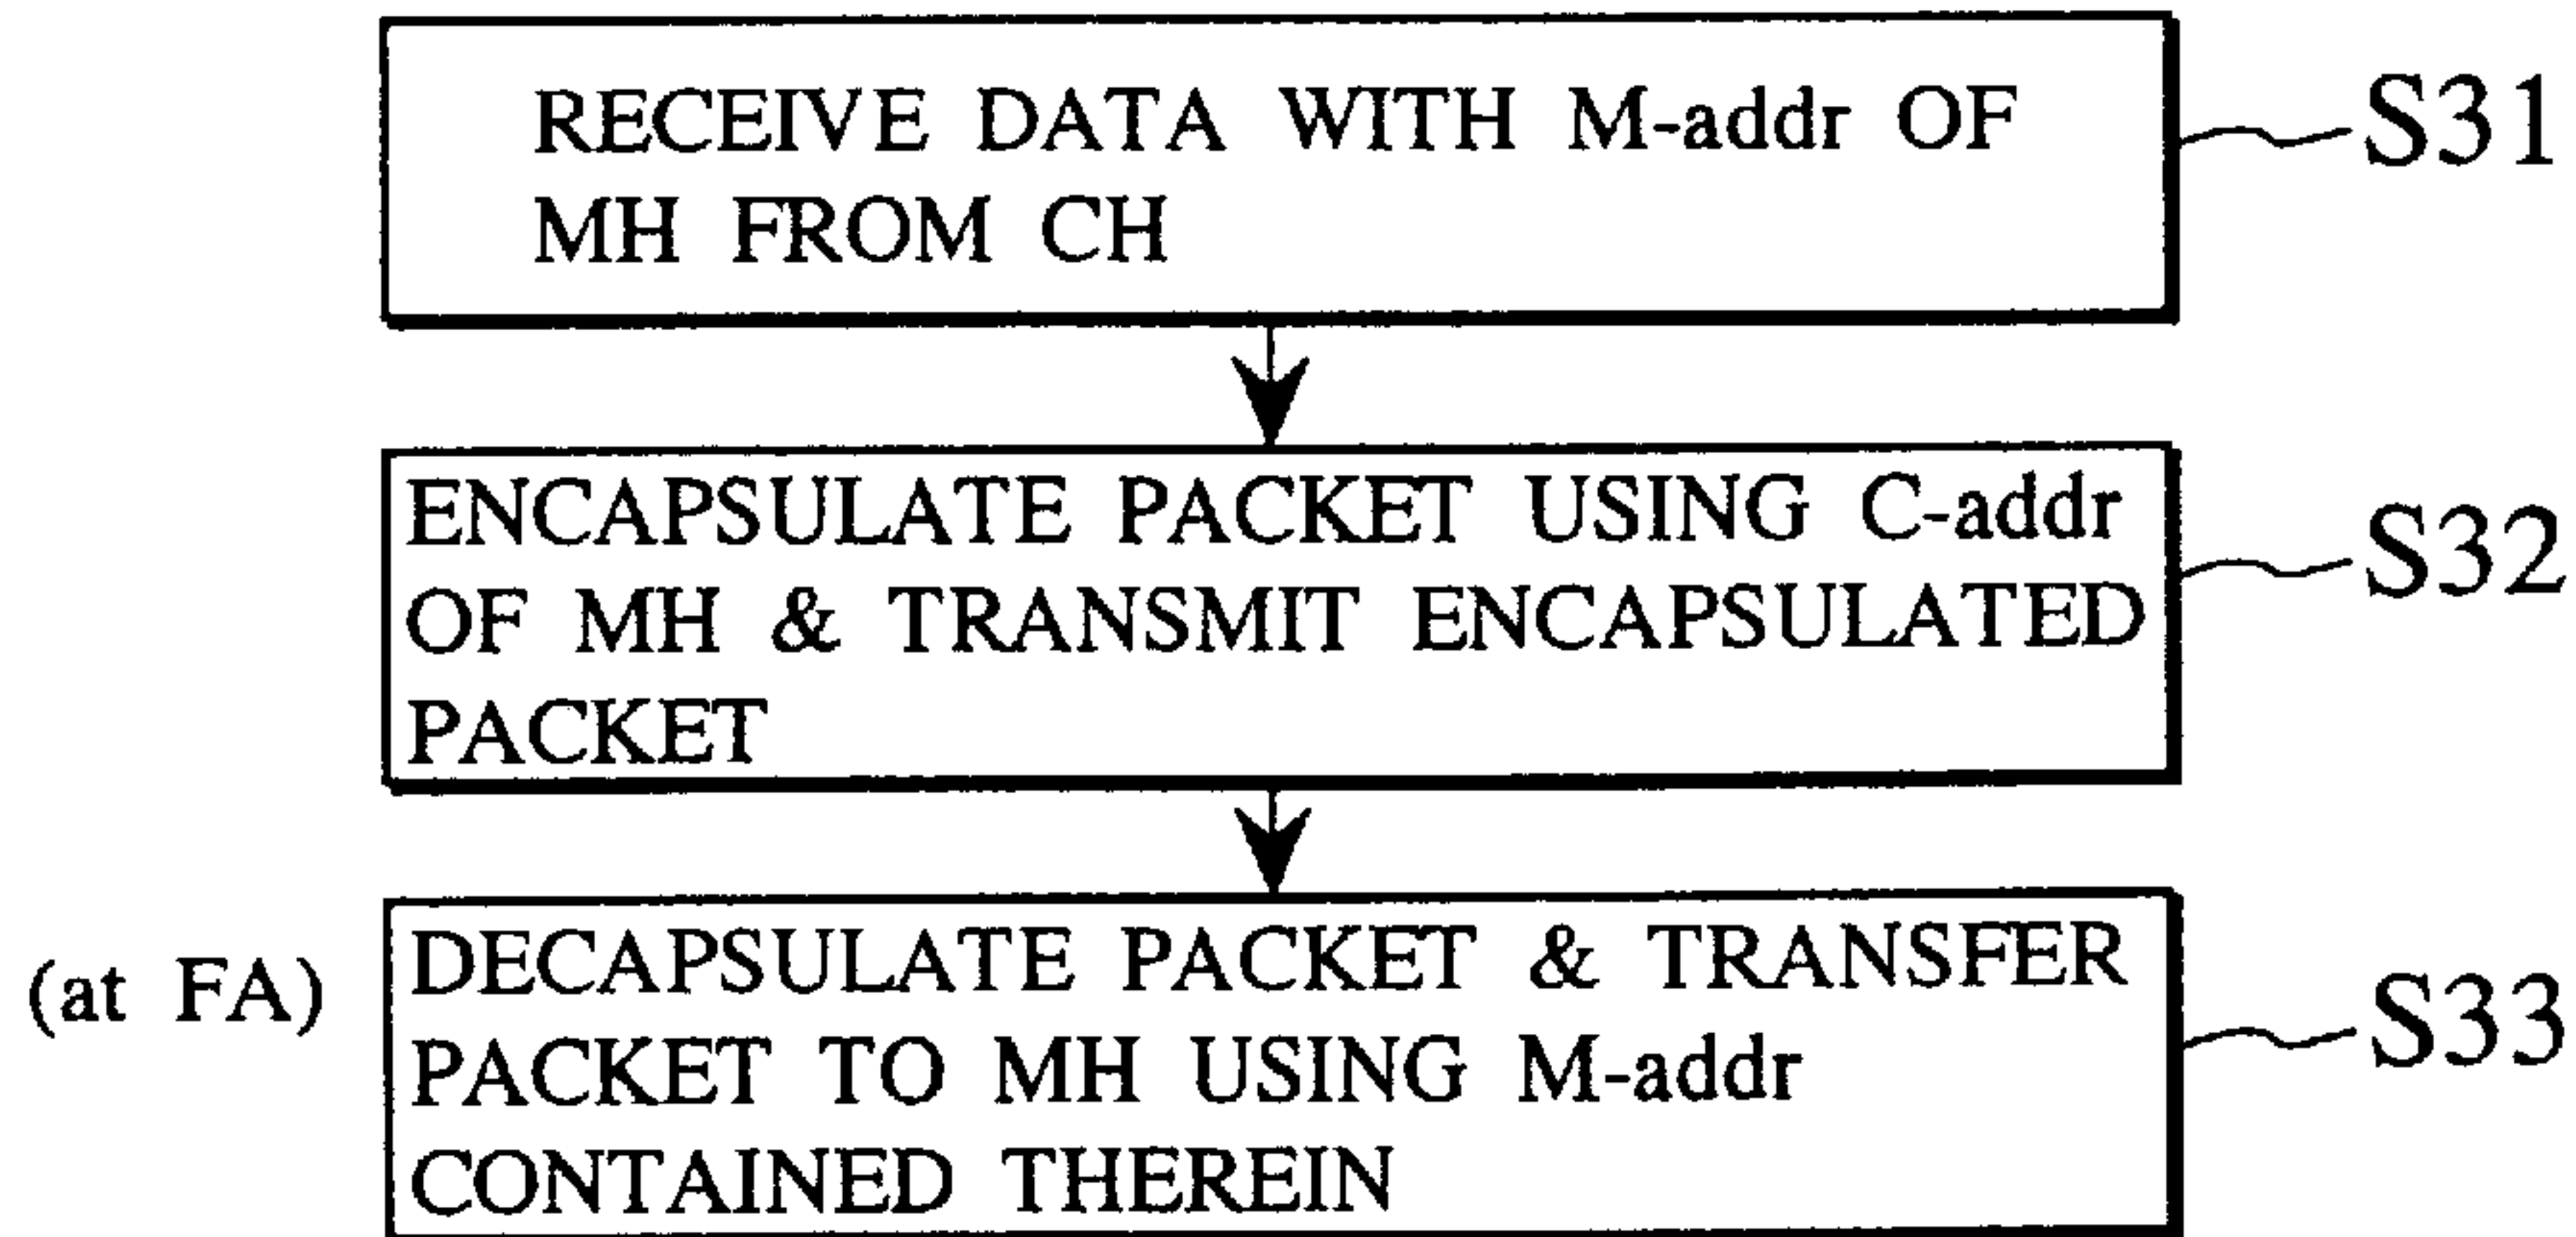 RECEIVE DATA WITH M-addr OF
MH FROM CH
S31
ENCAPSULATE PACKET USING C-addr
OF MH & TRANSMIT ENCAPSULATED
PACKET
S32
(at FA)
DECAPSULATE PACKET & TRANSFER
PACKET TO MH USING M-addr
CONTAINED THEREIN
S33